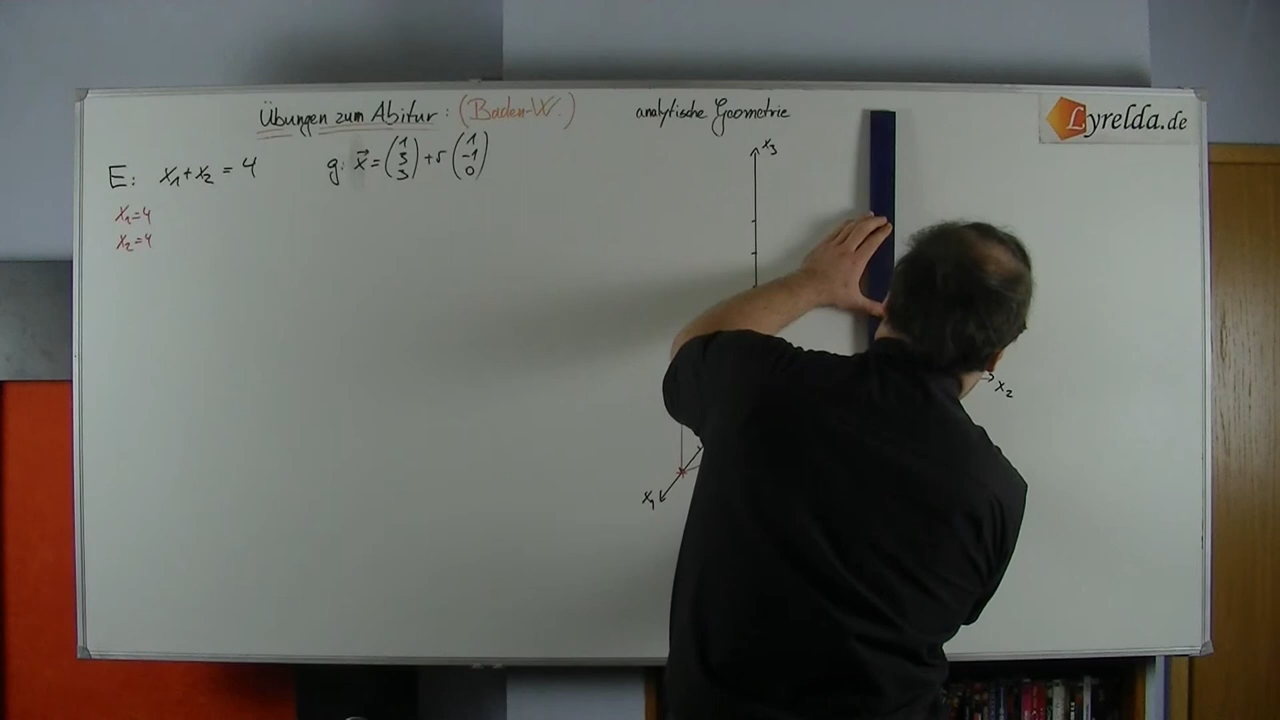 Übungen zum Abitur: (Baden-W.) analytische Geometrie
Lyrelda.de
E: x₁+x₂=4 g: x⃗=(1 3 3)+r(1 -1 0)
x₁=4
x₂=4
x₃
x₂
x₁